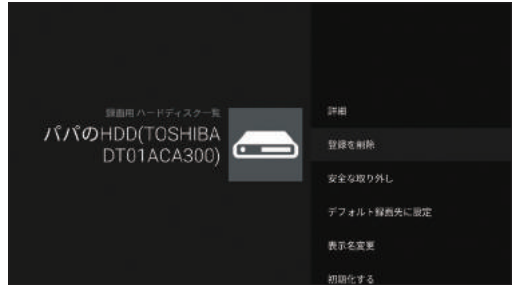 録画用 ハードディスク一覧
パパのHDD(TOSHIBA
DT01ACA300)
詳細
登録を削除
安全な取り外し
デフォルト録画先に設定
表示名変更
初期化する